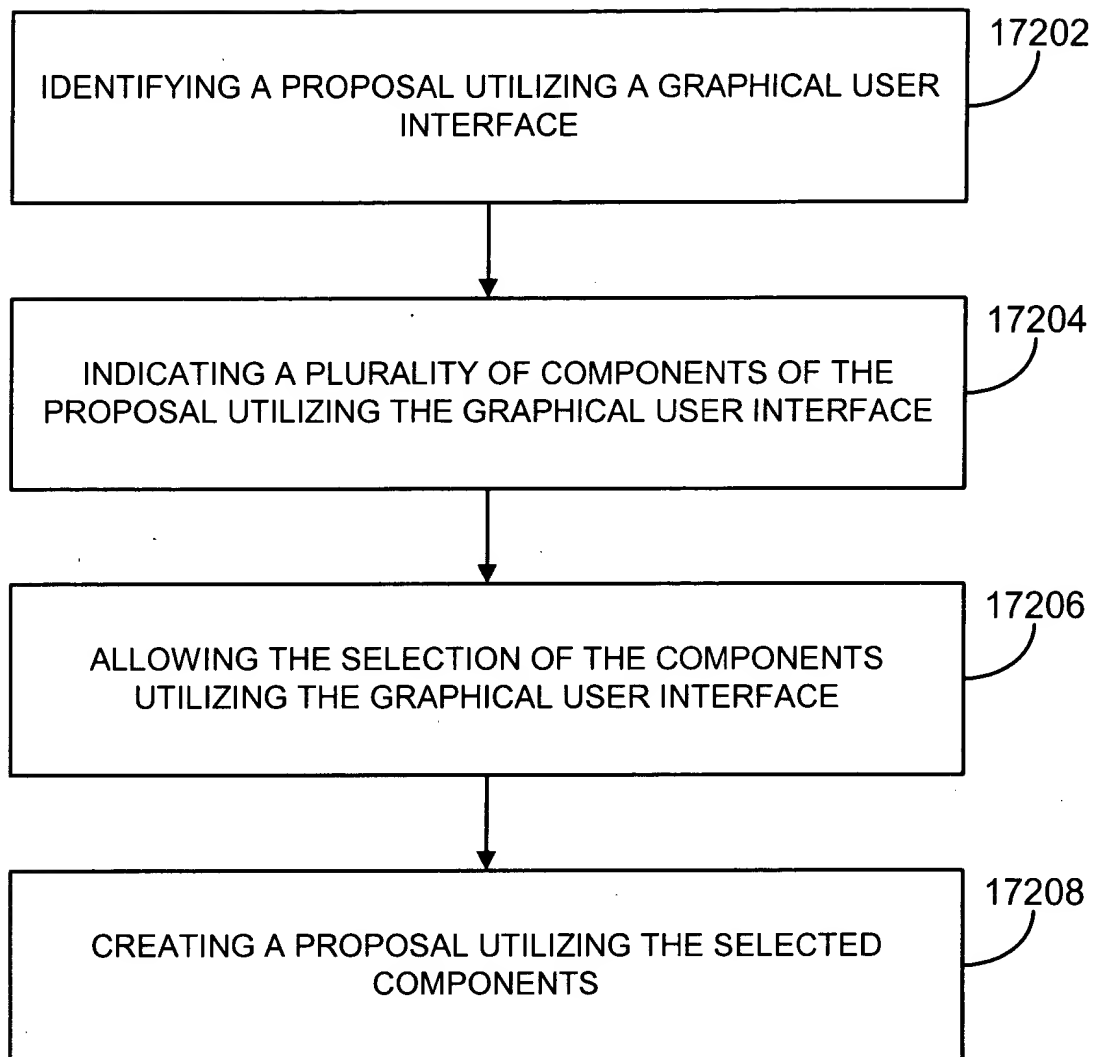 17202
IDENTIFYING A PROPOSAL UTILIZING A GRAPHICAL USER
INTERFACE
17204
INDICATING A PLURALITY OF COMPONENTS OF THE
PROPOSAL UTILIZING THE GRAPHICAL USER INTERFACE
17206
ALLOWING THE SELECTION OF THE COMPONENTS
UTILIZING THE GRAPHICAL USER INTERFACE
17208
CREATING A PROPOSAL UTILIZING THE SELECTED
COMPONENTS